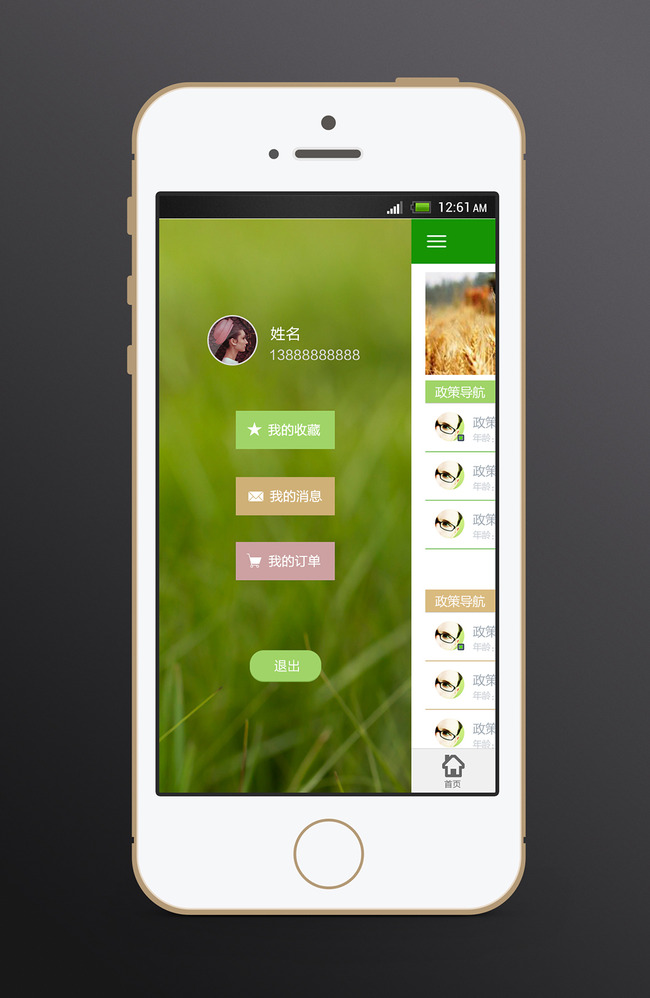 12:61 AM
姓名
13888888888
我的收藏
我的消息
我的订单
退出
政策导航
政策
年龄:
政策
年龄:
政策
年龄:
政策导航
政策
年龄:
政策
年龄:
政策
年龄:
首页